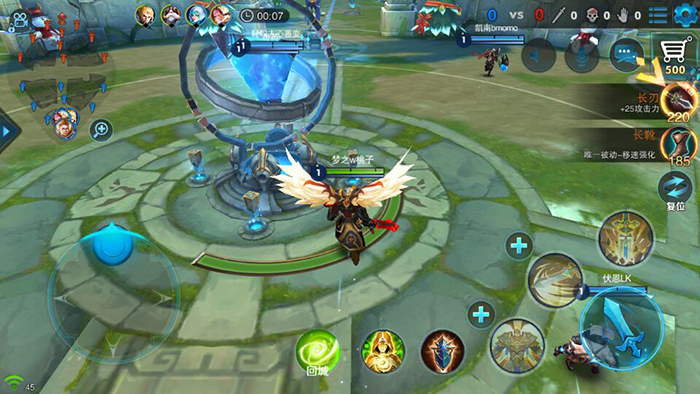 00:07
0 VS 0 0 0 0
凯南bmomo
1
500
长刃
+25攻击力
220
长靴
唯一被动-移速强化
185
复位
梦之w桃子
1
伏恩LK
1
回城
45